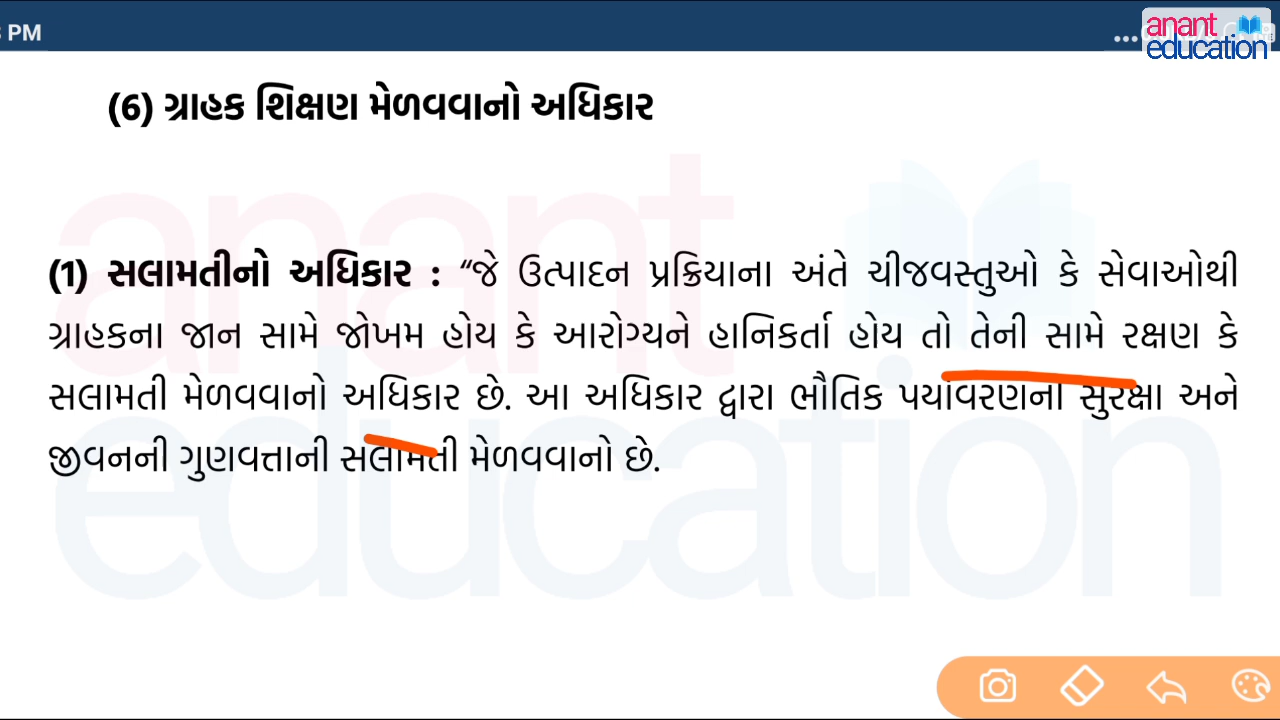 PM
anant
education
(6) ગ્રાહક શિક્ષણ મેળવવાનો અધિકાર
(1) સલામતીનો અધિકાર : “જે ઉત્પાદન પ્રક્રિયાના અંતે ચીજવસ્તુઓ કે સેવાઓથી
ગ્રાહકના જાન સામે જોખમ હોય કે આરોગ્યને હાનિકર્તા હોય તો તેની સામે રક્ષણ કે
સલામતી મેળવવાનો અધિકાર છે. આ અધિકાર દ્વારા ભૌતિક પર્યાવરણની સુરક્ષા અને
જીવનની ગુણવત્તાની સલામતી મેળવવાનો છે.
anant
education